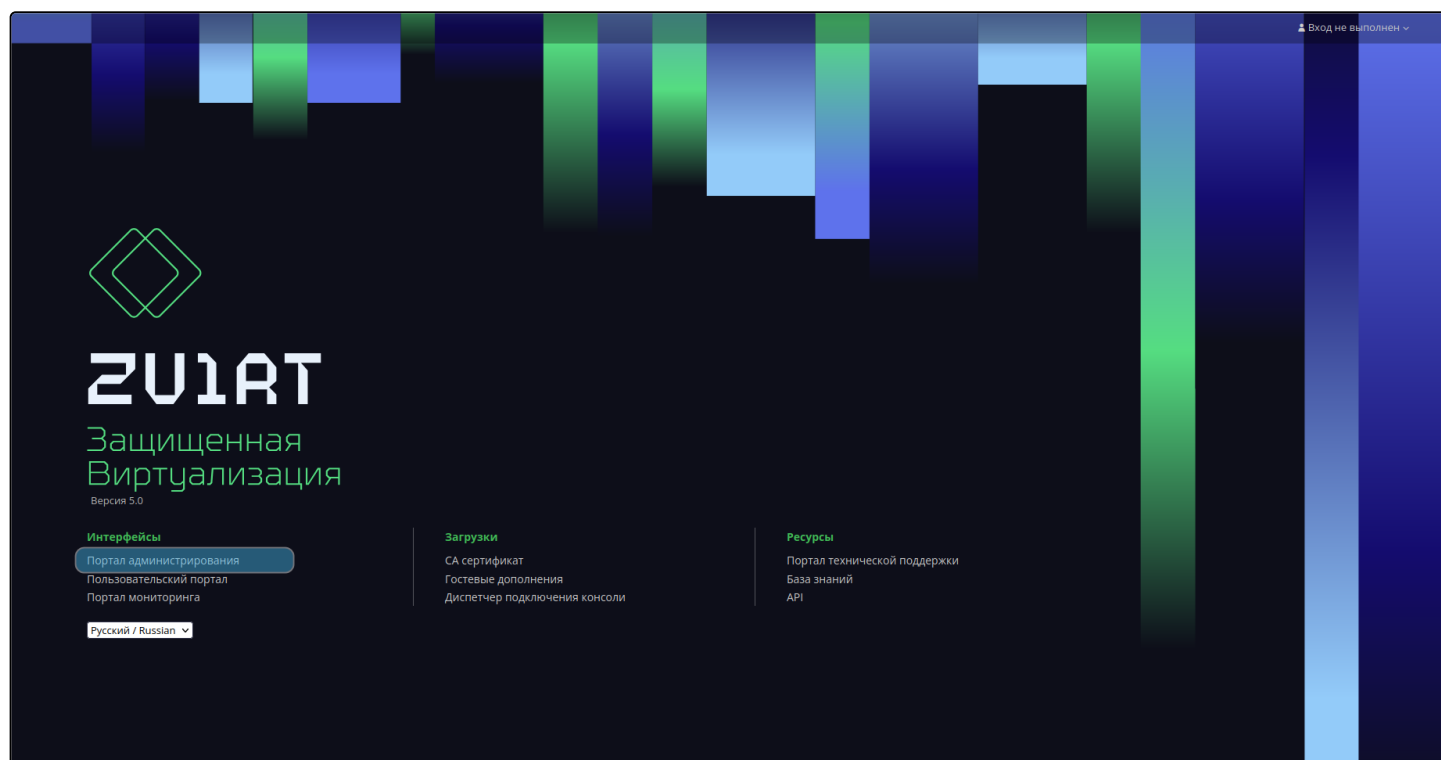 Вход не выполнен
ZV1RT
Защищенная
Виртуализация
Версия 5.0
Интерфейсы
Портал администрирования
Пользовательский портал
Портал мониторинга
Загрузки
CA сертификат
Гостевые дополнения
Диспетчер подключения консоли
Ресурсы
Портал технической поддержки
База знаний
API
Русский / Russian